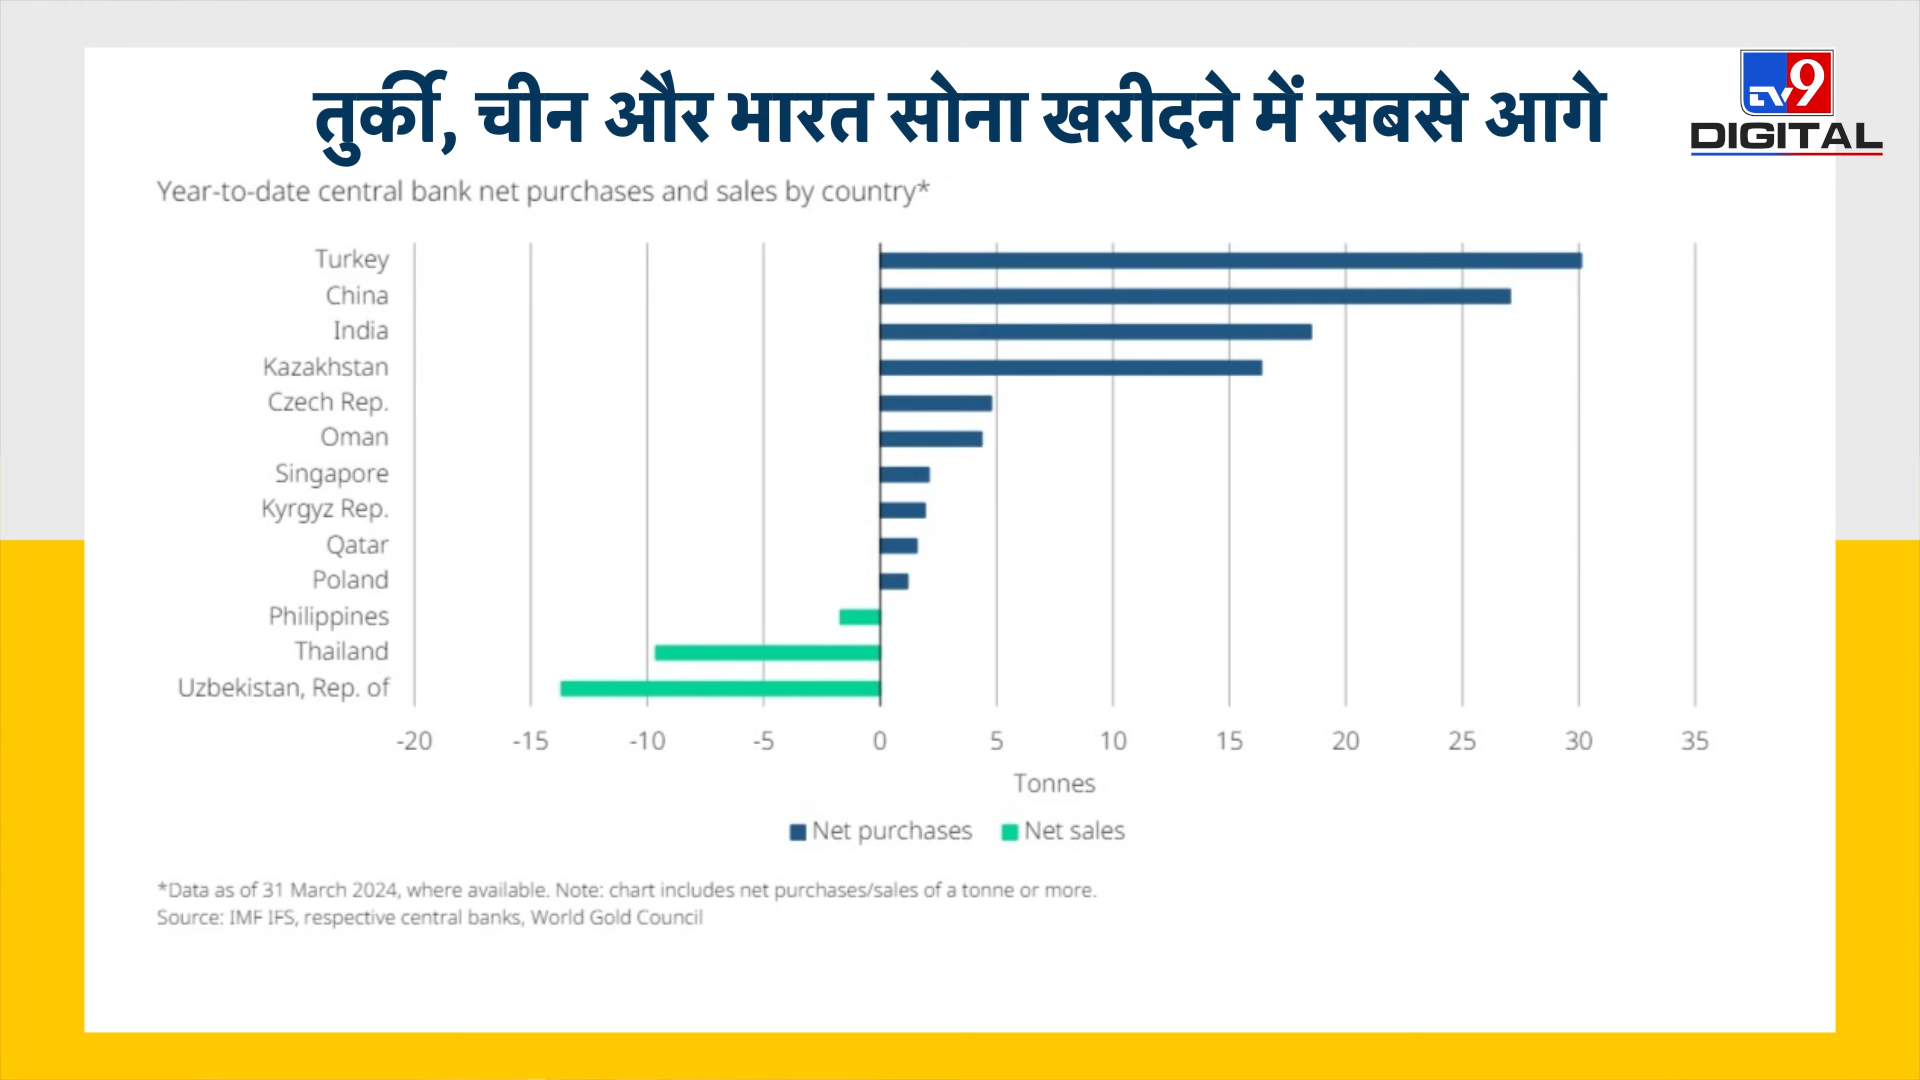 तुर्की, चीन और भारत सोना खरीदने में सबसे आगे
TV9
DIGITAL
Year-to-date central bank net purchases and sales by country*
Turkey
China
India
Kazakhstan
Czech Rep.
Oman
Singapore
Kyrgyz Rep.
Qatar
Poland
Philippines
Thailand
Uzbekistan, Rep. of
-20 -15 -10 -5 0 5 10 15 20 25 30 35
Tonnes
Net purchases Net sales
*Data as of 31 March 2024, where available. Note: chart includes net purchases/sales of a tonne or more.
Source: IMF IFS, respective central banks, World Gold Council